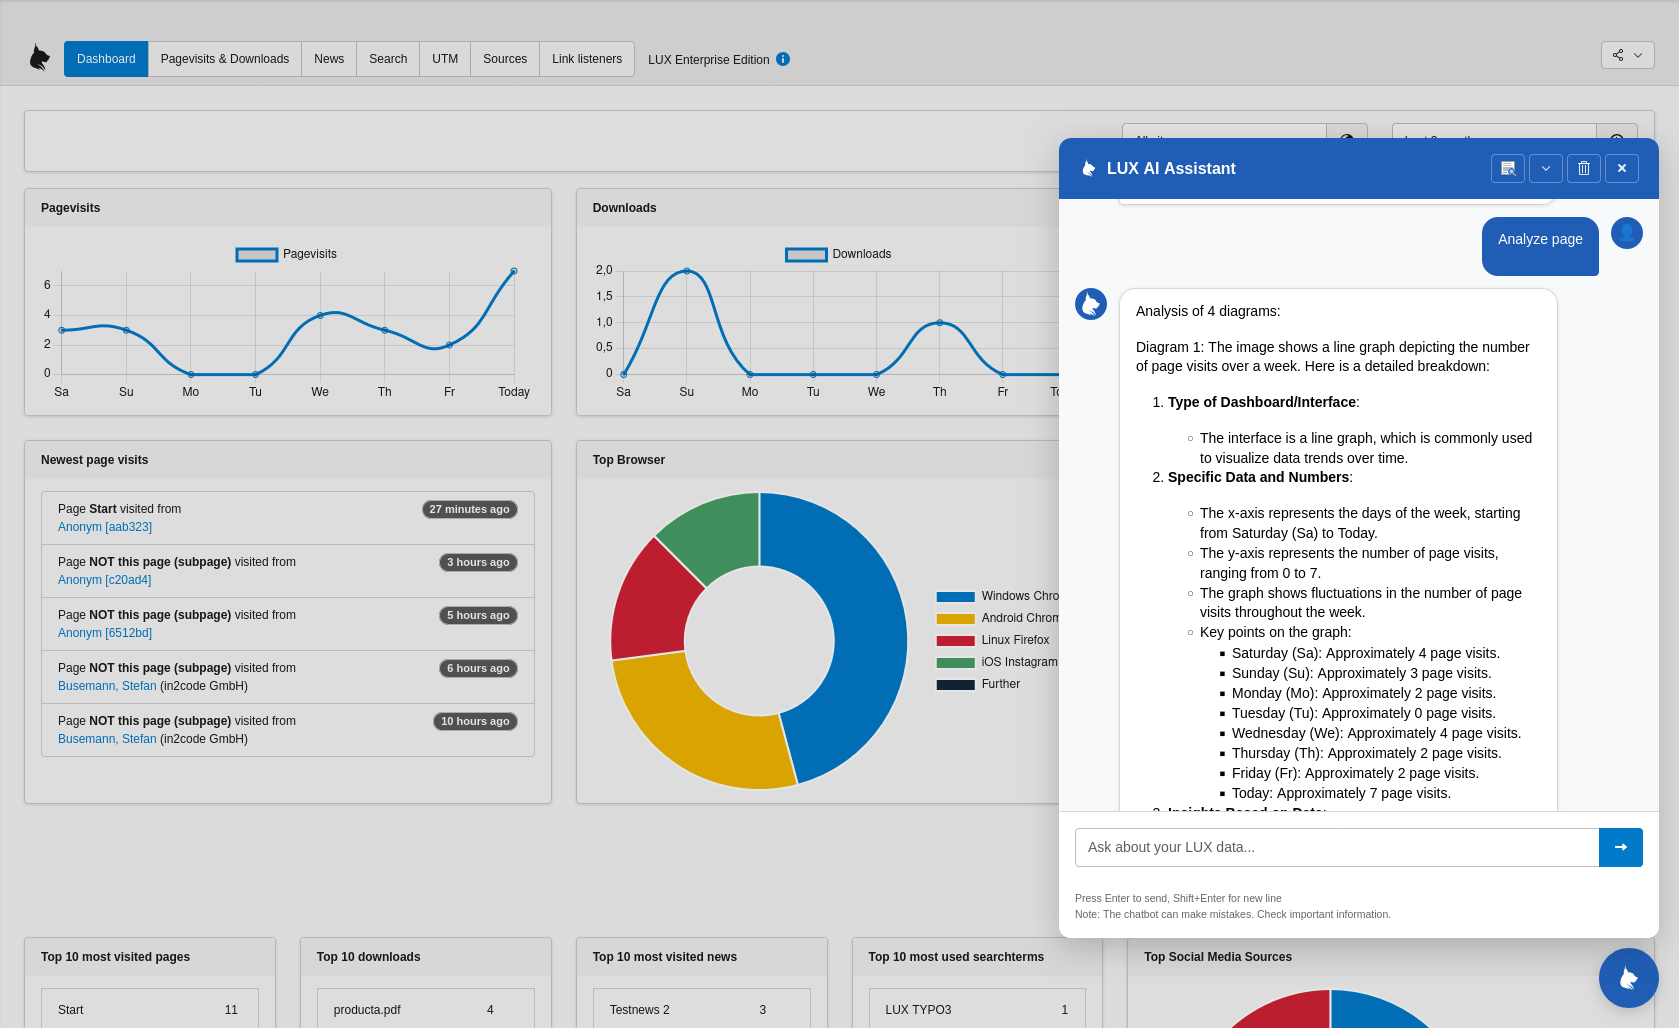 Dashboard Pagevisits & Downloads News Search UTM Sources Link listeners LUX Enterprise Edition
Pagevisits
Pagevisits
6
4
2
0
Sa Su Mo Tu We Th Fr Today
Downloads
Downloads
2,0
1,5
1,0
0,5
0
Sa Su Mo Tu We Th Fr
Newest page visits
Page Start visited from 27 minutes ago
Anonym [aab323]
Page NOT this page (subpage) visited from 3 hours ago
Anonym [c20ad4]
Page NOT this page (subpage) visited from 5 hours ago
Anonym [6512bd]
Page NOT this page (subpage) visited from 6 hours ago
Busemann, Stefan (in2code GmbH)
Page NOT this page (subpage) visited from 10 hours ago
Busemann, Stefan (in2code GmbH)
Top Browser
Windows Chro
Android Chrom
Linux Firefox
iOS Instagram
Further
LUX AI Assistant
Analyze page
Analysis of 4 diagrams:
Diagram 1: The image shows a line graph depicting the number
of page visits over a week. Here is a detailed breakdown:
1. Type of Dashboard/Interface:
The interface is a line graph, which is commonly used
to visualize data trends over time.
2. Specific Data and Numbers:
The x-axis represents the days of the week, starting
from Saturday (Sa) to Today.
The y-axis represents the number of page visits,
ranging from 0 to 7.
The graph shows fluctuations in the number of page
visits throughout the week.
Key points on the graph:
Saturday (Sa): Approximately 4 page visits.
Sunday (Su): Approximately 3 page visits.
Monday (Mo): Approximately 2 page visits.
Tuesday (Tu): Approximately 0 page visits.
Wednesday (We): Approximately 4 page visits.
Thursday (Th): Approximately 2 page visits.
Friday (Fr): Approximately 2 page visits.
Today: Approximately 7 page visits.
Ask about your LUX data...
Press Enter to send, Shift+Enter for new line
Note: The chatbot can make mistakes. Check important information.
Top 10 most visited pages
Start 11
Top 10 downloads
producta.pdf 4
Top 10 most visited news
Testnews 2 3
Top 10 most used searchterms
LUX TYPO3 1
Top Social Media Sources